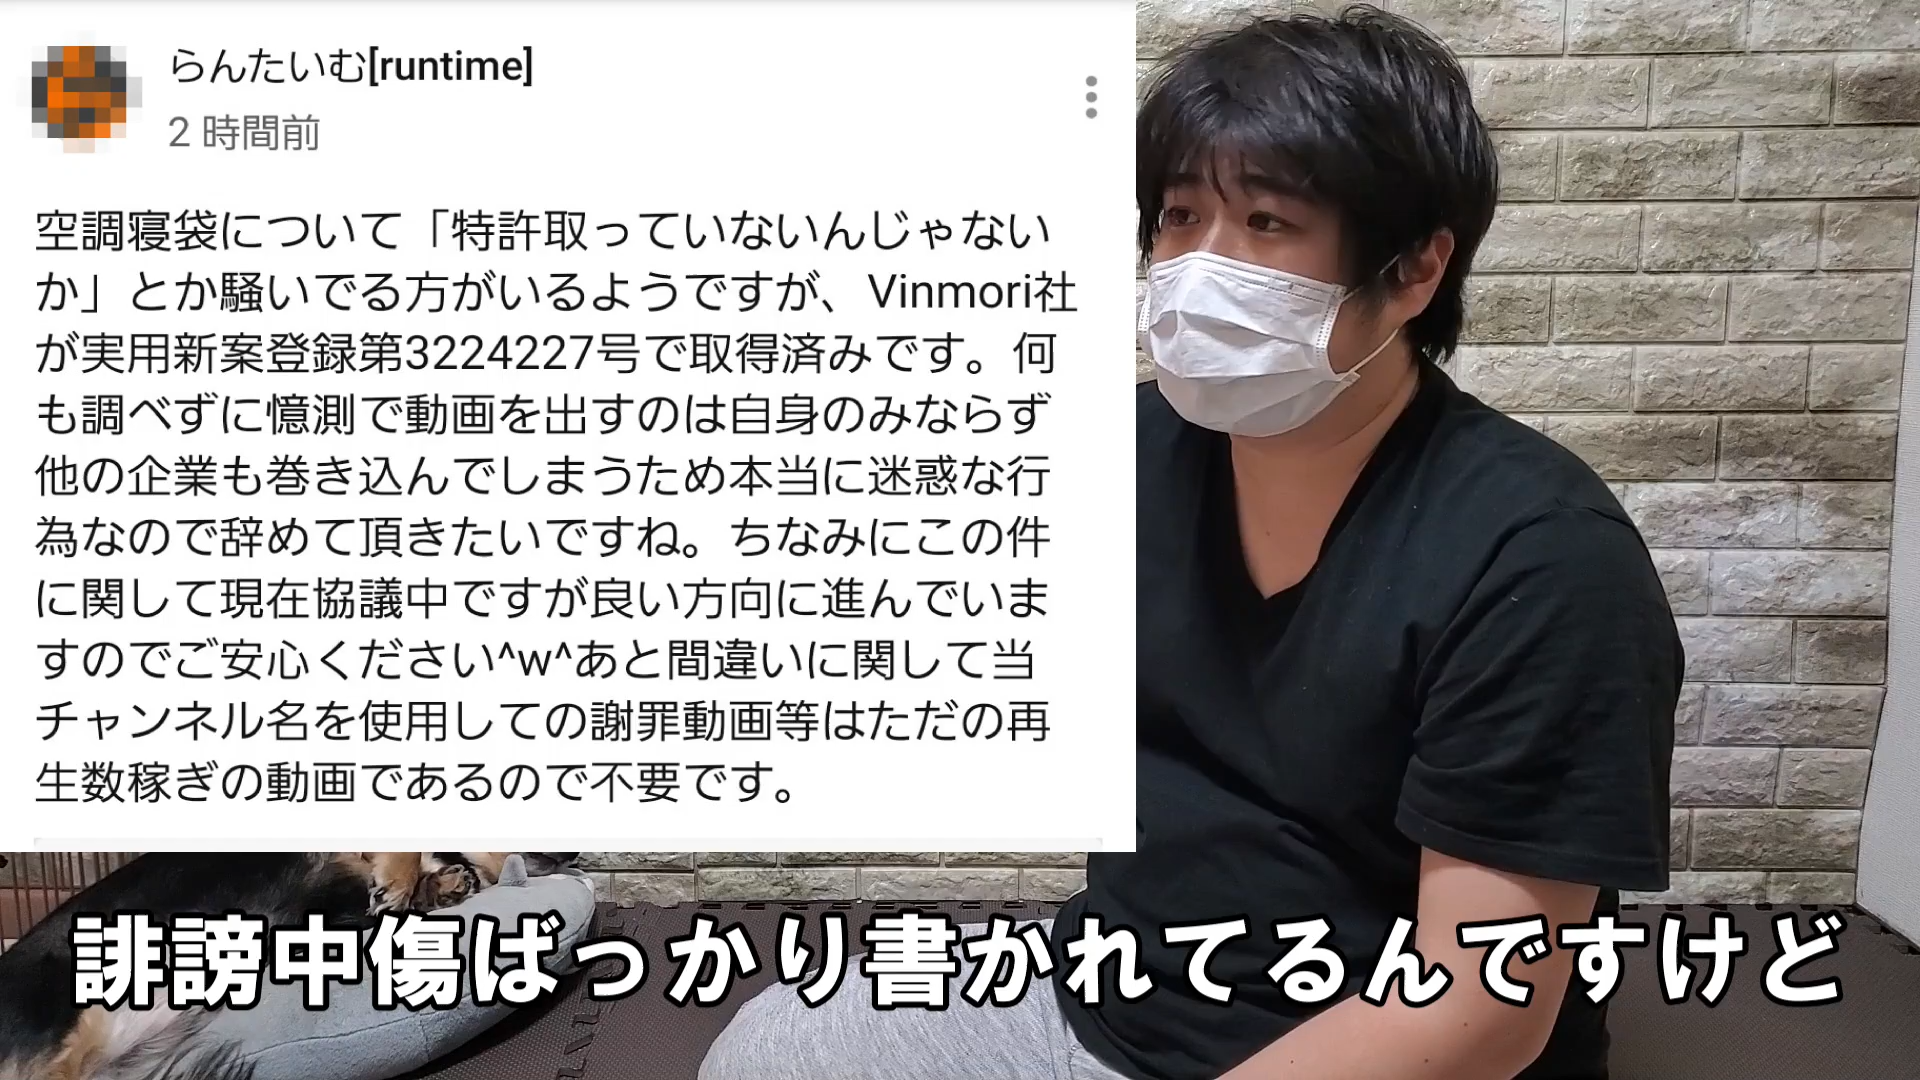 らんたいむ[runtime]
2 時間前
空調寝袋について「特許取っていないんじゃない
か」とか騒いでる方がいるようですが、Vinmori社
が実用新案登録第3224227号で取得済みです。何
も調べずに憶測で動画を出すのは自身のみならず
他の企業も巻き込んでしまうため本当に迷惑な行
為なので辞めて頂きたいですね。ちなみにこの件
に関して現在協議中ですが良い方向に進んでいま
すのでご安心ください^w^あと間違いに関して当
チャンネル名を使用しての謝罪動画等はただの再
生数稼ぎの動画であるので不要です。
誹謗中傷ばっかり書かれてるんですけど